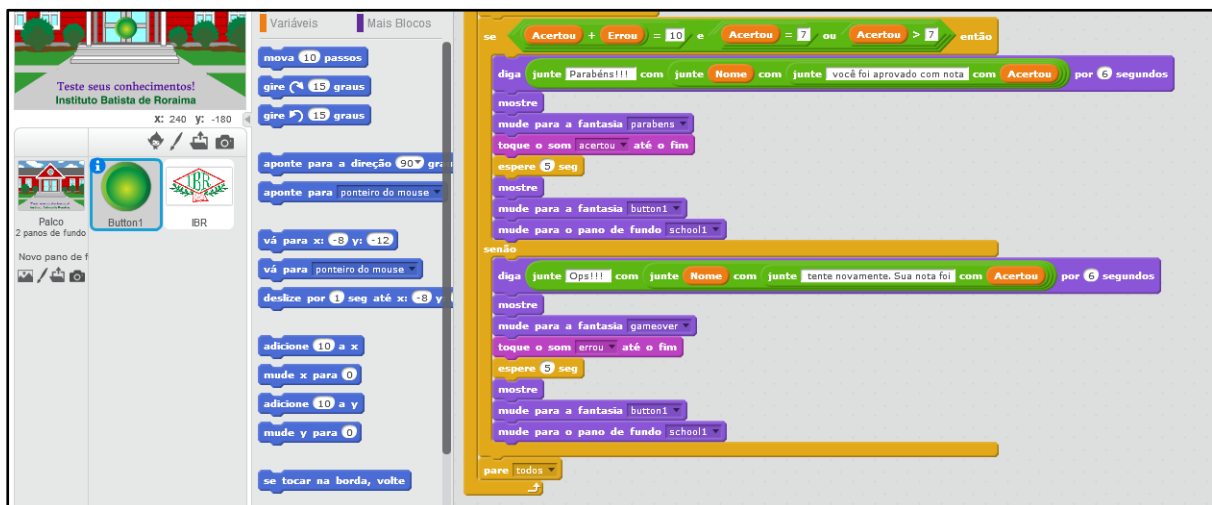 Teste seus conhecimentos!
Instituto Batista de Roraima
X: 240 y: -180
Palco
2 panos de fundo
Novo pano de f
Button1
IBR
Variáveis
Mais Blocos
mova 10 passos
gire 15 graus
gire 15 graus
aponte para a direção 90 gra
aponte para ponteiro do mouse
vá para x: -8 y: -12
vá para ponteiro do mouse
deslize por 1 seg até x: -8 y
adicione 10 a x
mude x para 0
adicione 10 a y
mude y para 0
se tocar na borda, volte
se Acertou + Errou = 10 e Acertou = 7 ou Acertou > 7 então
diga junte Parabéns!!! com junte Nome com junte você foi aprovado com nota com Acertou por 6 segundos
mostre
mude para a fantasia parabens
toque o som acertou até o fim
espere 5 seg
mostre
mude para a fantasia button1
mude para o pano de fundo school1
senão
diga junte Ops!!! com junte Nome com junte tente novamente. Sua nota foi com Acertou por 6 segundos
mostre
mude para a fantasia gameover
toque o som errou até o fim
espere 5 seg
mostre
mude para a fantasia button1
mude para o pano de fundo school1
pare todos